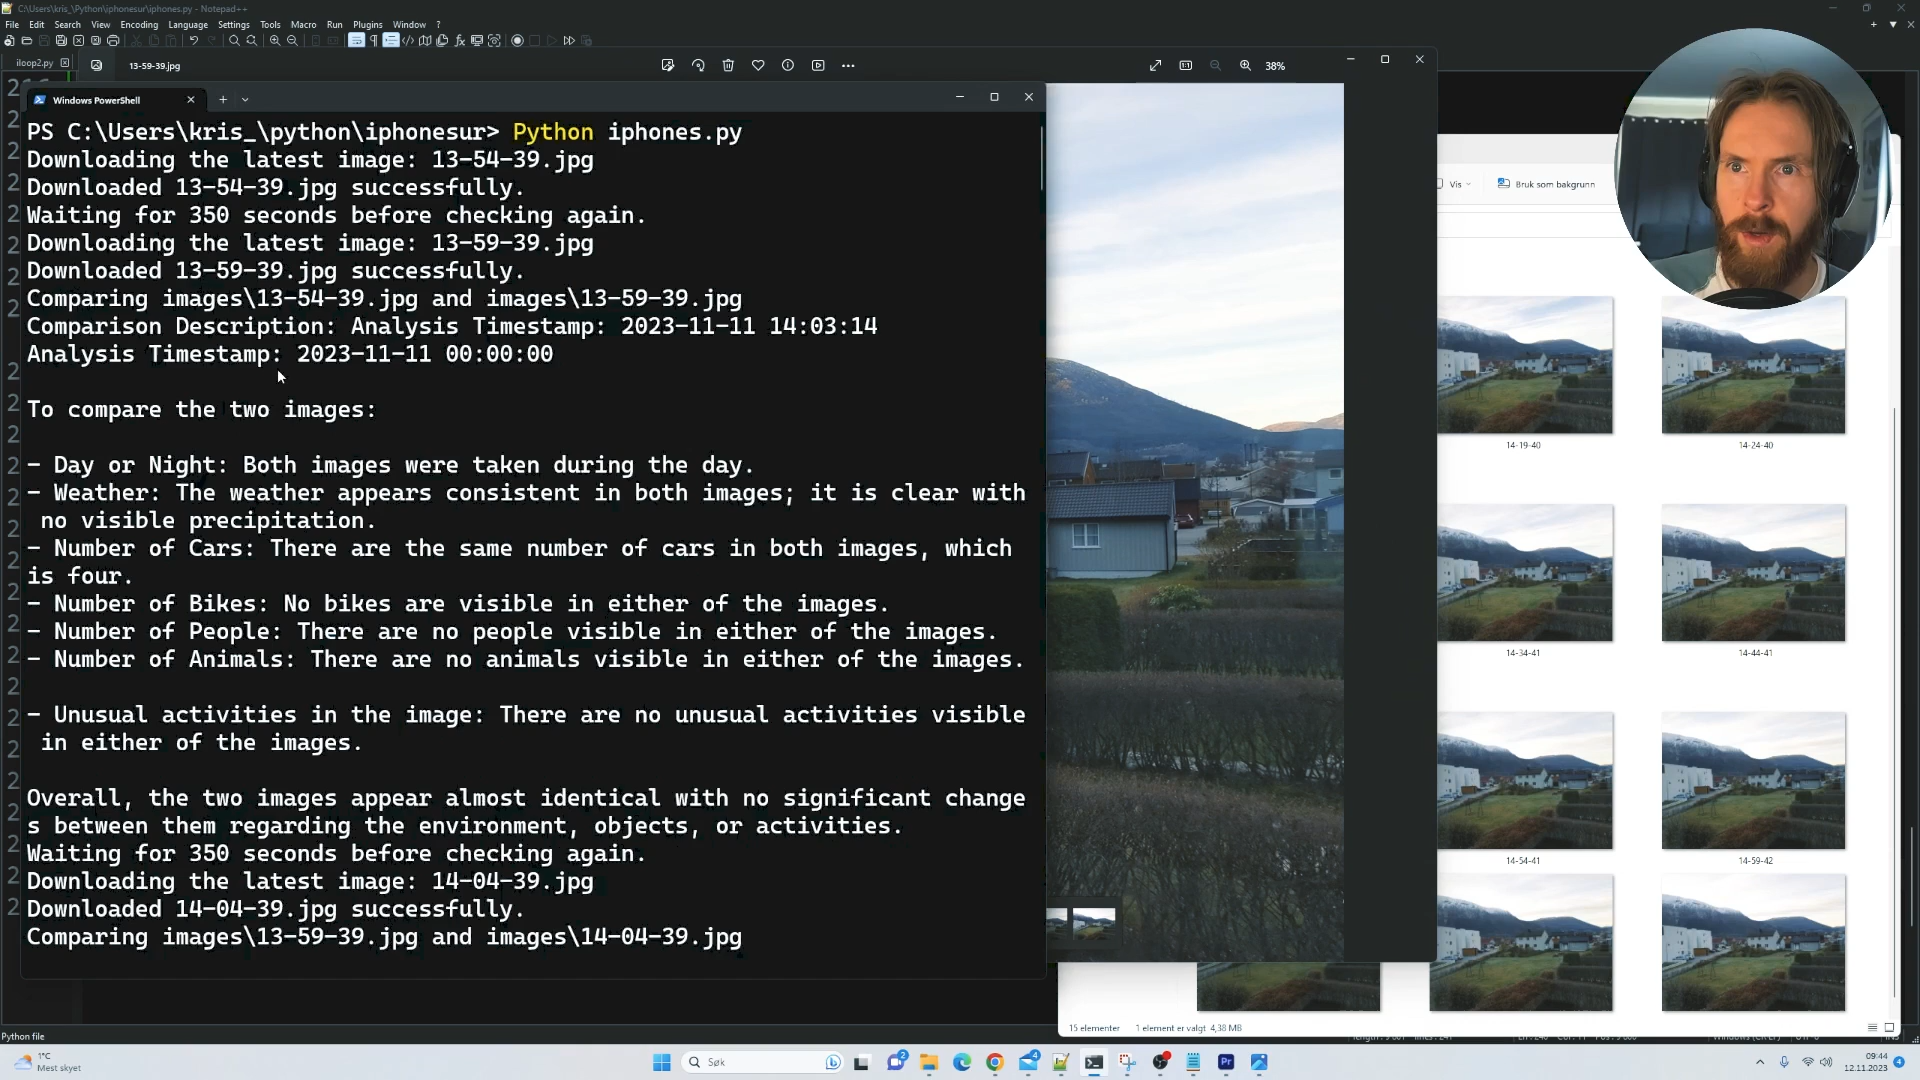 C:\Users\kris_\Python\iphonesur\iphones.py - Notepad++
File Edit Search View Encoding Language Settings Tools Macro Run Plugins Window ?
iloop2.py
13-59-39.jpg
38%
Windows PowerShell
PS C:\Users\kris_\python\iphonesur> Python iphones.py
Downloading the latest image: 13-54-39.jpg
Downloaded 13-54-39.jpg successfully.
Waiting for 350 seconds before checking again.
Downloading the latest image: 13-59-39.jpg
Downloaded 13-59-39.jpg successfully.
Comparing images\13-54-39.jpg and images\13-59-39.jpg
Comparison Description: Analysis Timestamp: 2023-11-11 14:03:14
Analysis Timestamp: 2023-11-11 00:00:00
To compare the two images:
- Day or Night: Both images were taken during the day.
- Weather: The weather appears consistent in both images; it is clear with
no visible precipitation.
- Number of Cars: There are the same number of cars in both images, which
is four.
- Number of Bikes: No bikes are visible in either of the images.
- Number of People: There are no people visible in either of the images.
- Number of Animals: There are no animals visible in either of the images.
- Unusual activities in the image: There are no unusual activities visible
in either of the images.
Overall, the two images appear almost identical with no significant change
s between them regarding the environment, objects, or activities.
Waiting for 350 seconds before checking again.
Downloading the latest image: 14-04-39.jpg
Downloaded 14-04-39.jpg successfully.
Comparing images\13-59-39.jpg and images\14-04-39.jpg
Vis
Bruk som bakgrunn
14-19-40
14-24-40
14-34-41
14-44-41
14-54-41
14-59-42
15 elementer 1 element er valgt 4,38 MB
Python file
1°C
Mest skyet
Søk
09:44
12.11.2023